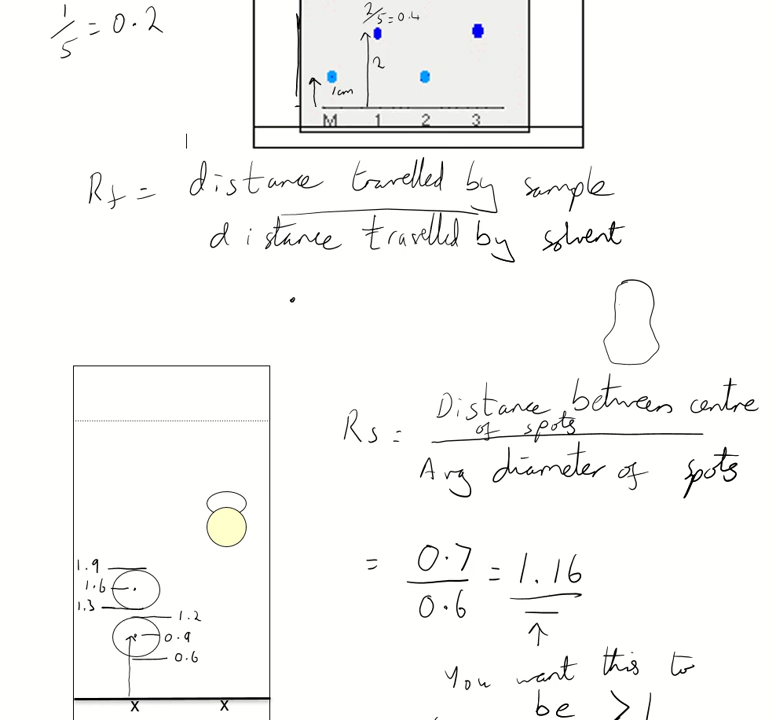 1/5 = 0.2
2/5 = 0.4
2
1cm
M 1 2 3
Rf = distance travelled by sample
distance travelled by solvent
Rs = Distance between centre
of spots
Avg diameter of spots
1.9
1.6
1.3
1.2
0.9
0.6
= 0.7/0.6 = 1.16
↑
You want this to
be >1
x x